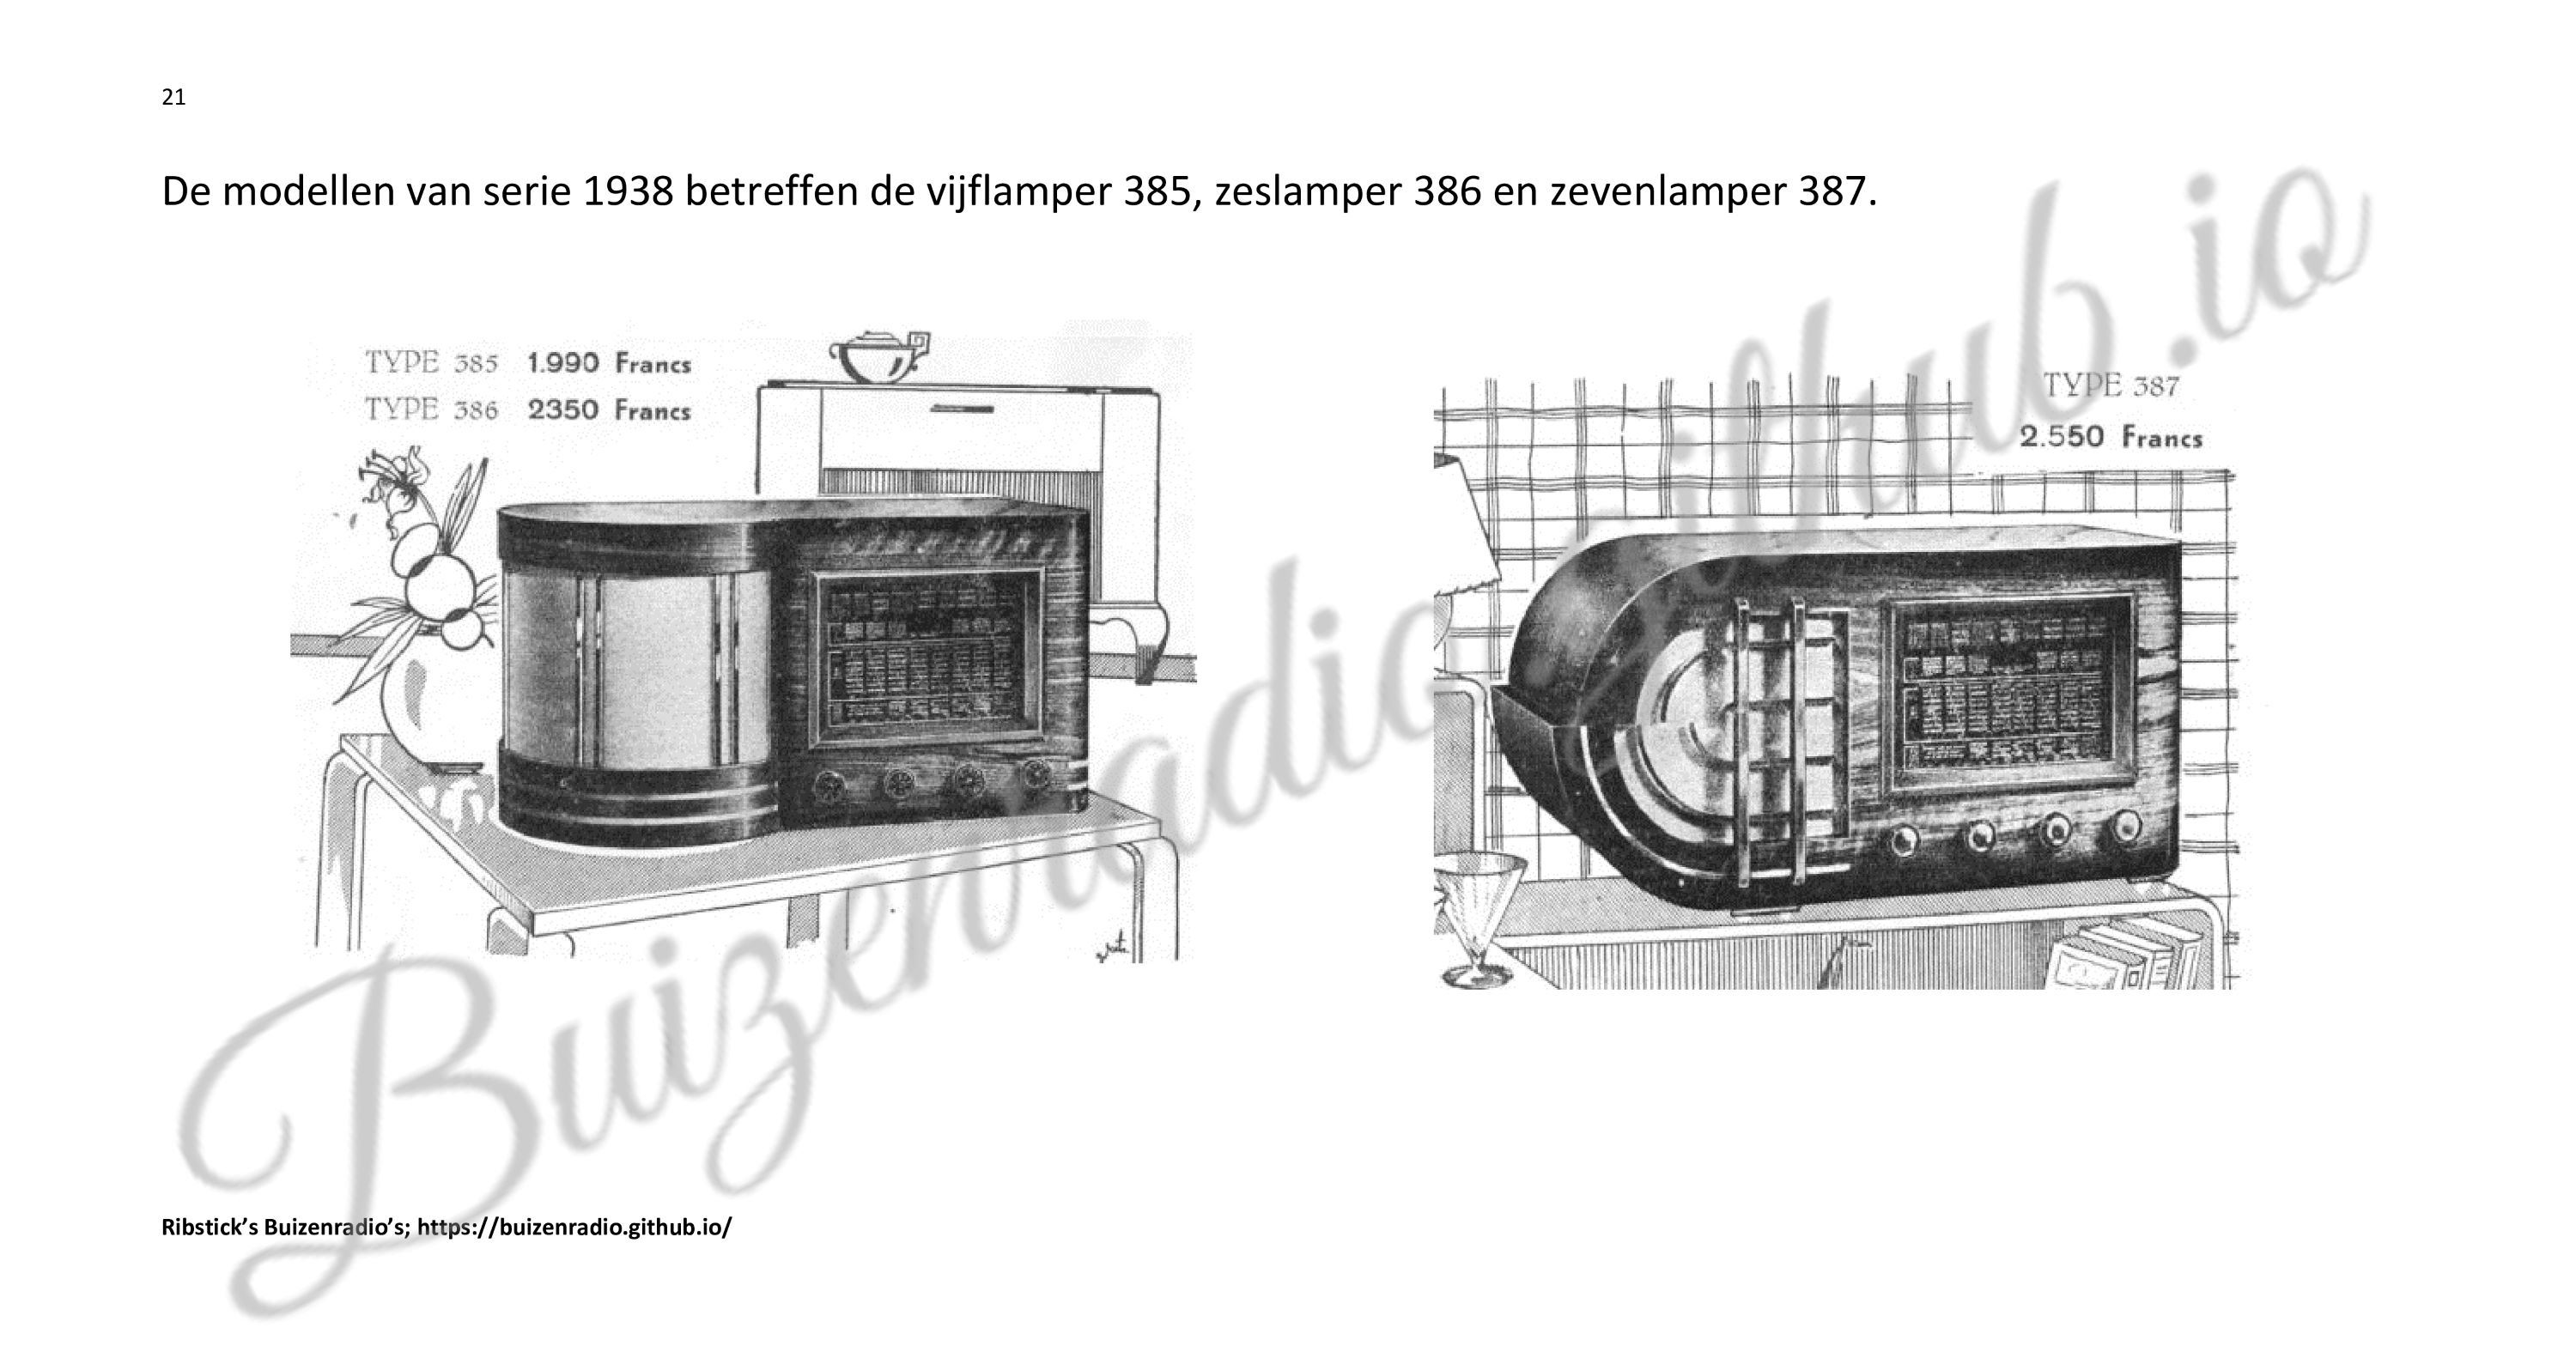 21
De modellen van serie 1938 betreffen de vijflamper 385, zeslamper 386 en zevenlamper 387.
TYPE 385 1.990 Francs
TYPE 386 2350 Francs
TYPE 387
2.550 Francs
Buizenradio.github.io
Ribstick’s Buizenradio’s; https://buizenradio.github.io/